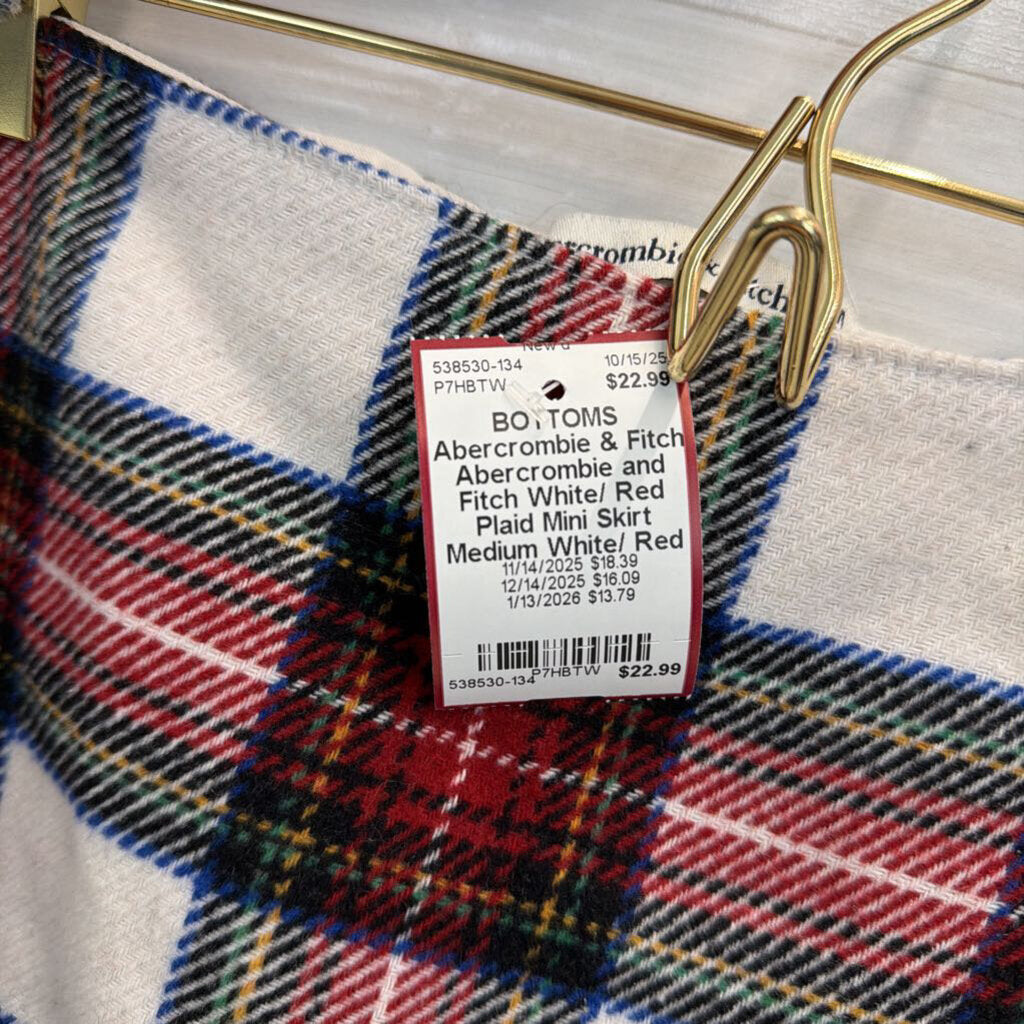 & 
New
538530-134 10/15/25
P7HBTW $22.99
BOTTOMS
Abercrombie & Fitch
Abercrombie and
Fitch White/ Red
Plaid Mini Skirt
Medium White/ Red
11/14/2025 $18.39
12/14/2025 $16.09
1/13/2026 $13.79
P7HBTW $22.99
538530-134